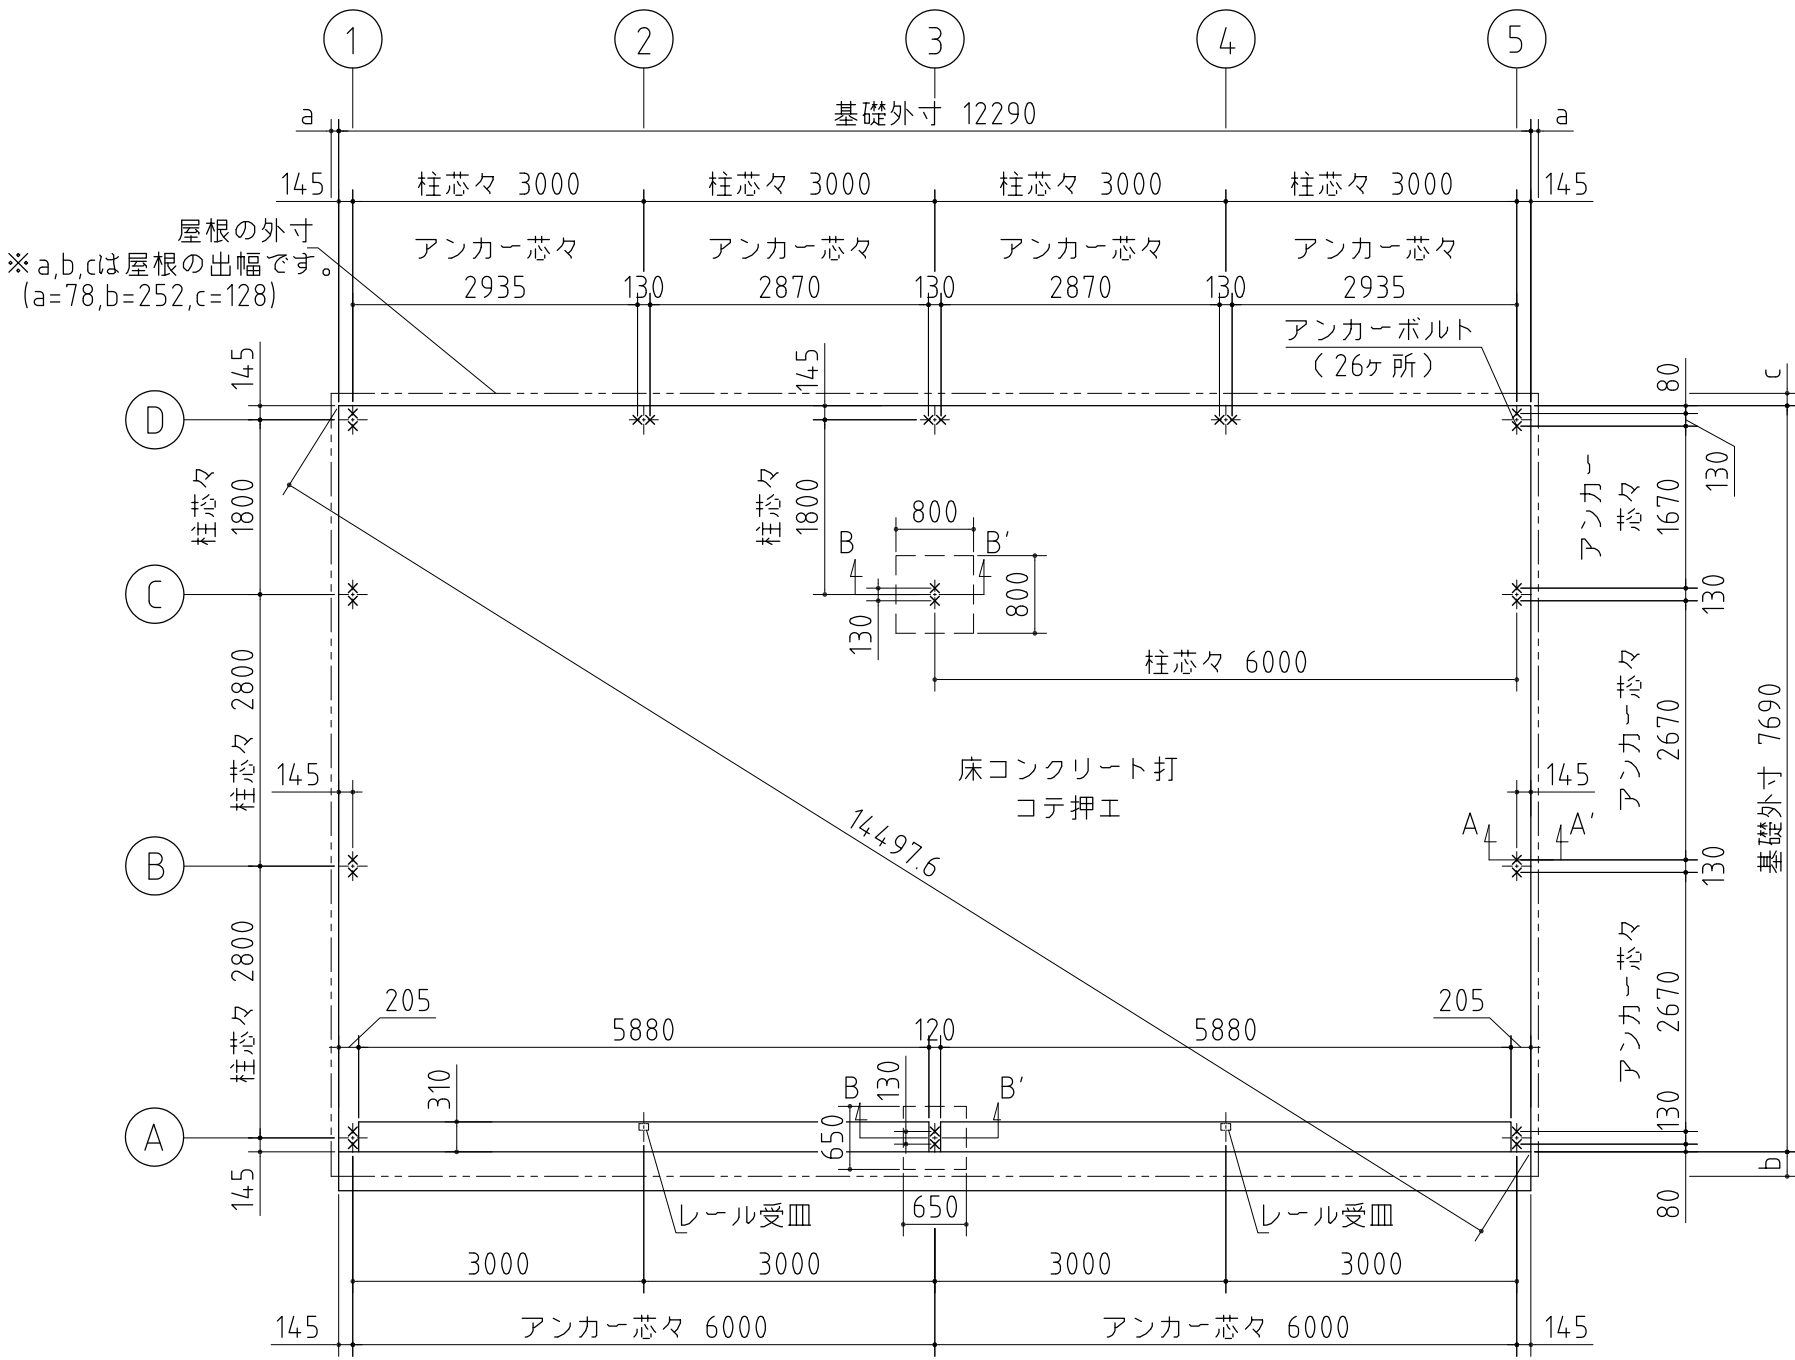 1 2 3 4 5
a 基礎外寸 12290 a
145 柱芯々 3000 柱芯々 3000 柱芯々 3000 柱芯々 3000 145
屋根の外寸
※a,b,cは屋根の出幅です。
(a=78,b=252,c=128)
アンカー芯々 アンカー芯々 アンカー芯々 アンカー芯々
2935 130 2870 130 2870 130 2935
アンカーボルト
(26ヶ所)
145
145
80
c
D
柱芯々
1800
柱芯々
1800
アンカー
芯々
1670
130
800
B B'
800
130
C
130
柱芯々 6000
柱芯々 2800
アンカー芯々
2670
基礎外寸 7690
床コンクリート打
コテ押エ
145
145
14497.6
A A'
B
130
柱芯々 2800
アンカー芯々
2670
205 205
5880 120 5880
310
B 130 B'
650
130
A
145
b
80
レール受皿 650 レール受皿
3000 3000 3000 3000
145 アンカー芯々 6000 アンカー芯々 6000 145